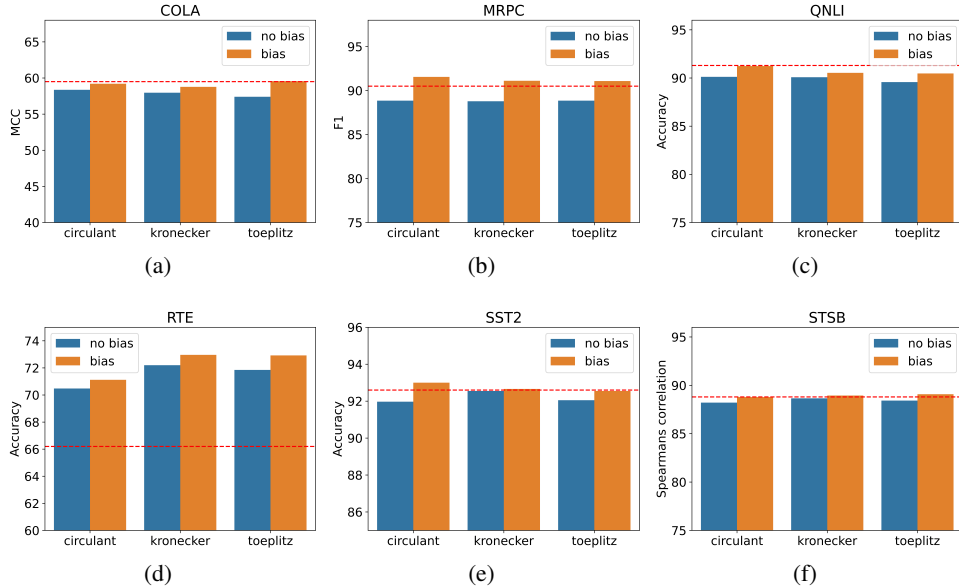 COLA
MCC
65
60
55
50
45
40
no bias
bias
circulant kronecker toeplitz
(a)
MRPC
F1
95
90
85
80
75
no bias
bias
circulant kronecker toeplitz
(b)
QNLI
Accuracy
95
90
85
80
75
no bias
bias
circulant kronecker toeplitz
(c)
RTE
Accuracy
74
72
70
68
66
64
62
60
no bias
bias
circulant kronecker toeplitz
(d)
SST2
Accuracy
96
94
92
90
88
86
no bias
bias
circulant kronecker toeplitz
(e)
STSB
Spearmans correlation
95
90
85
80
75
no bias
bias
circulant kronecker toeplitz
(f)